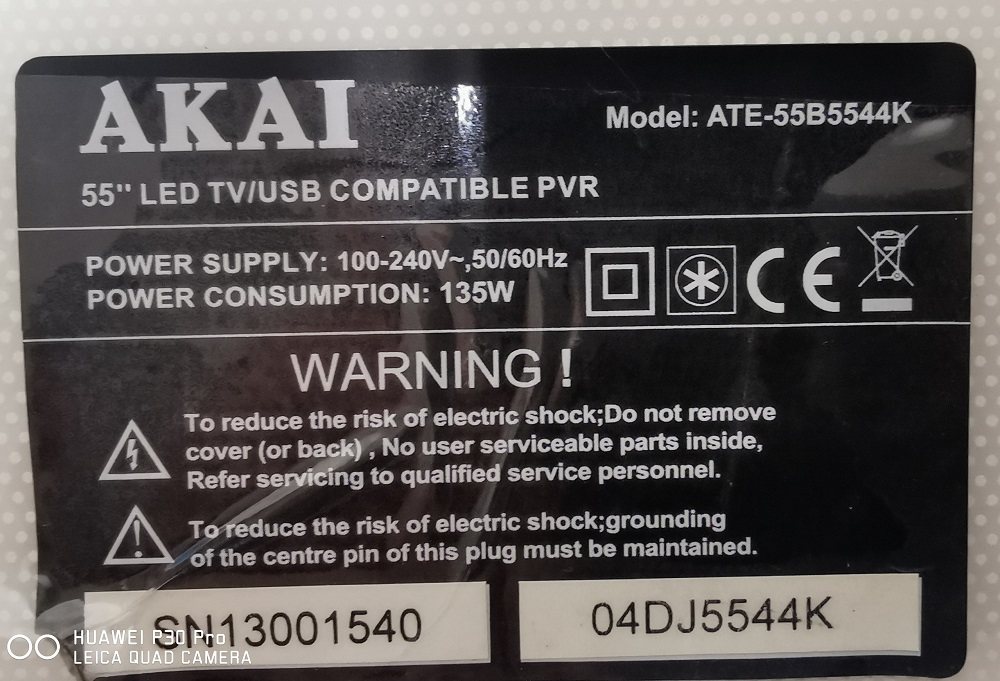 AKAI
Model: ATE-55B5544K
55" LED TV/USB COMPATIBLE PVR
POWER SUPPLY: 100-240V~,50/60Hz
POWER CONSUMPTION: 135W
CE
WARNING !
To reduce the risk of electric shock;Do not remove
cover (or back) , No user serviceable parts inside,
Refer servicing to qualified service personnel.
To reduce the risk of electric shock;grounding
of the centre pin of this plug must be maintained.
SN13001540
04DJ5544K
HUAWEI P30 Pro
LEICA QUAD CAMERA